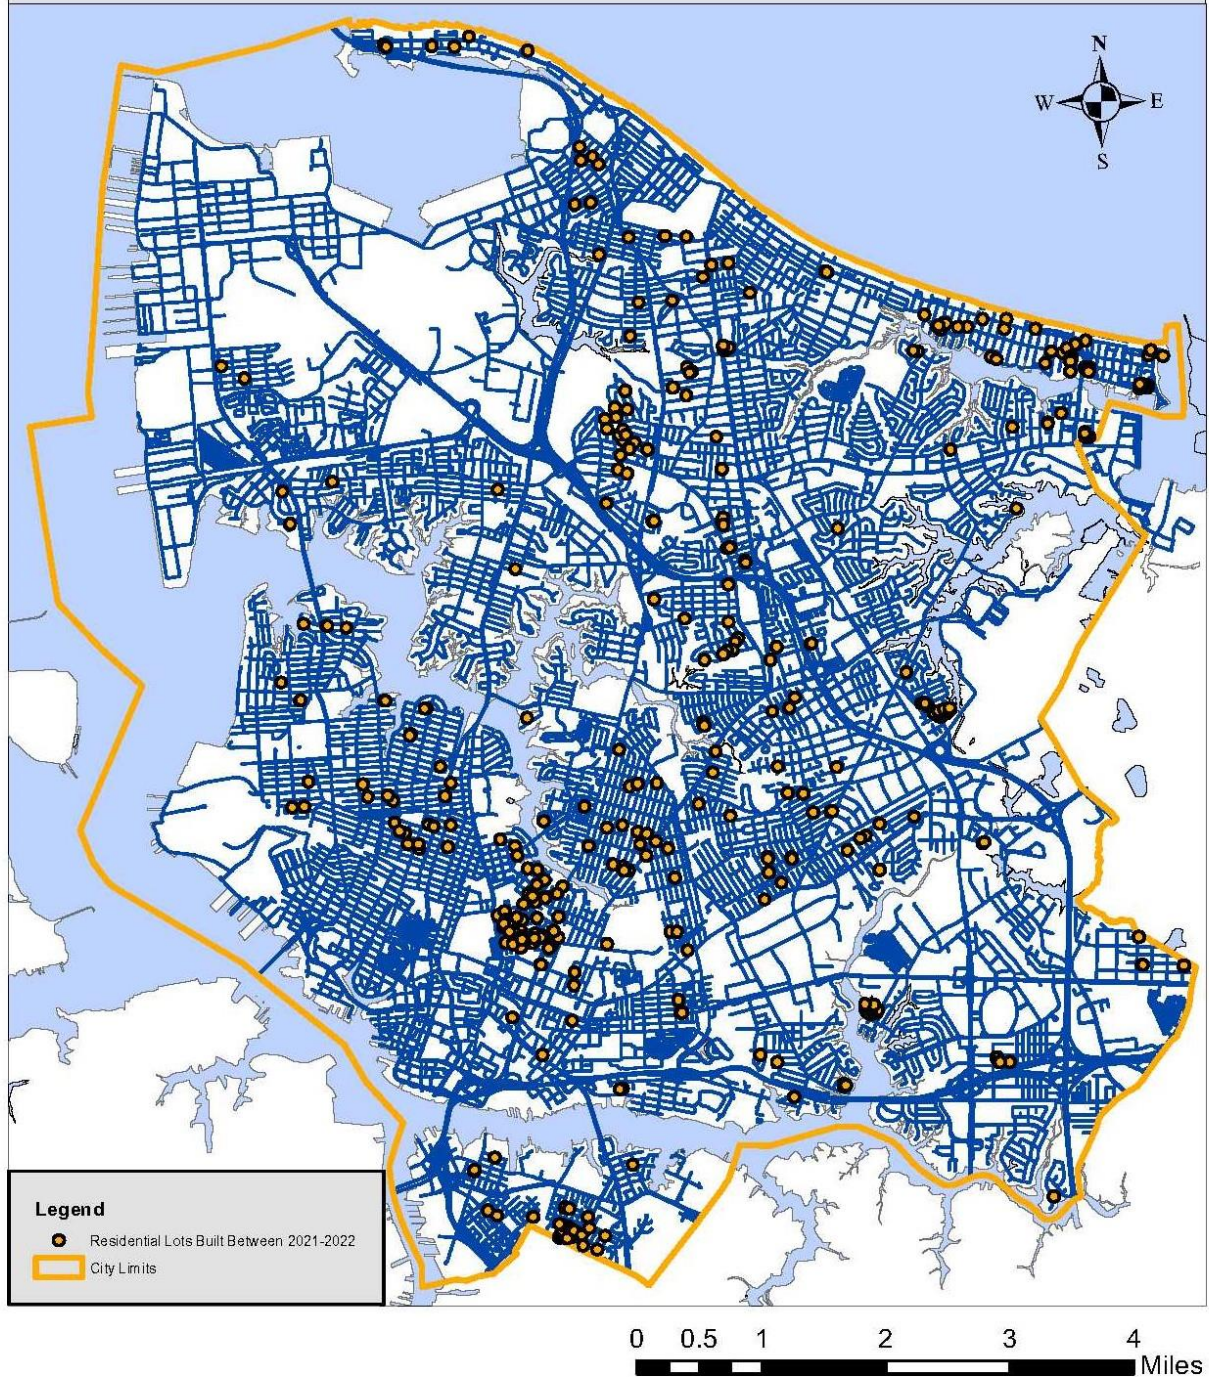 N
W E
S
Legend
Residential Lots Built Between 2021-2022
City Limits
0 0.5 1 2 3 4
Miles